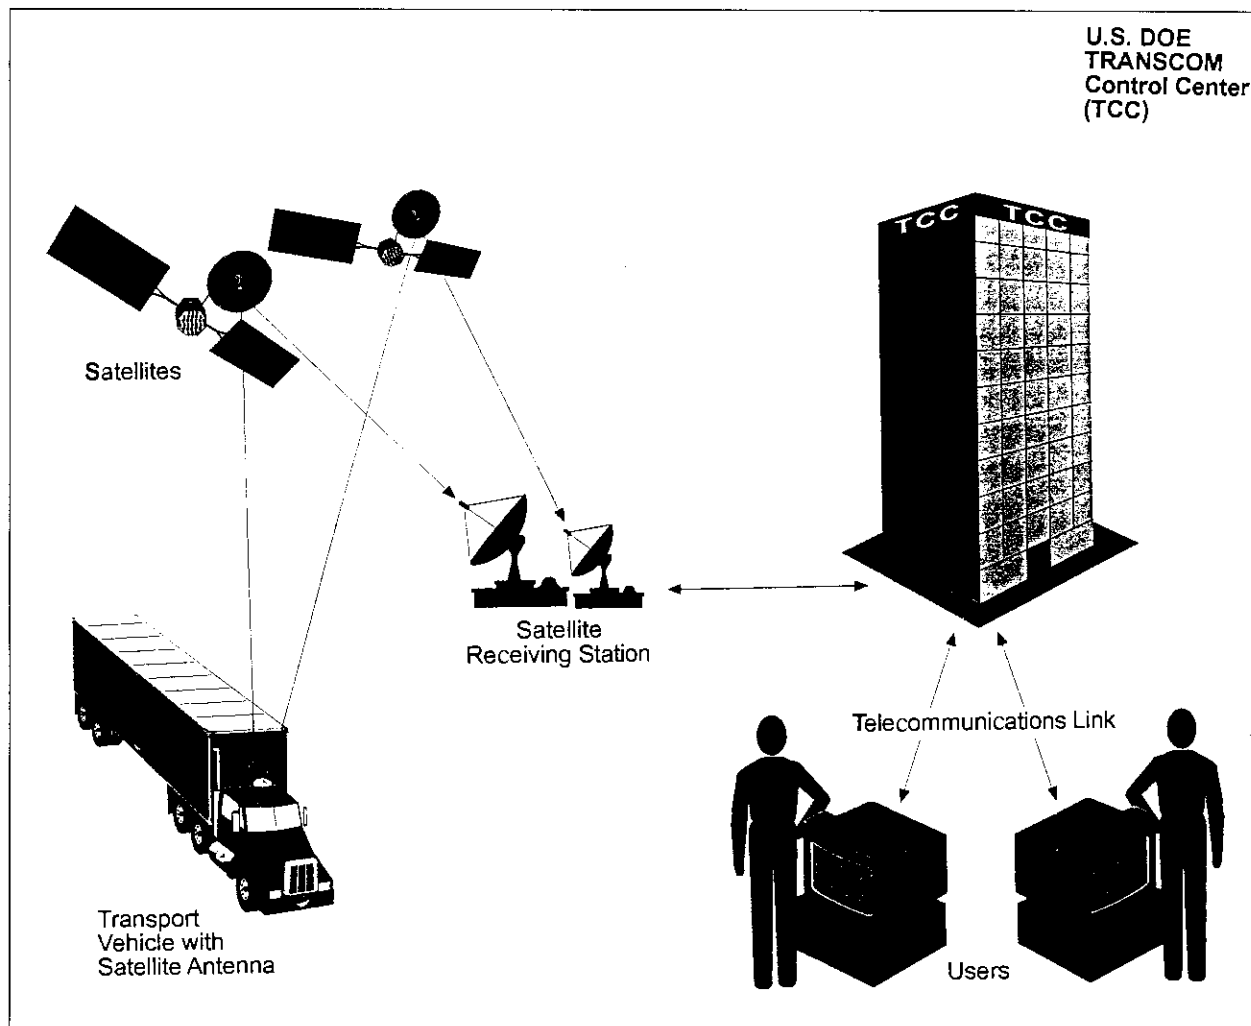 U.S. DOE
TRANSCOM
Control Center
(TCC)
TCC TCC
Satellites
Satellite
Receiving Station
Telecommunications Link
Transport
Vehicle with
Satellite Antenna
Users